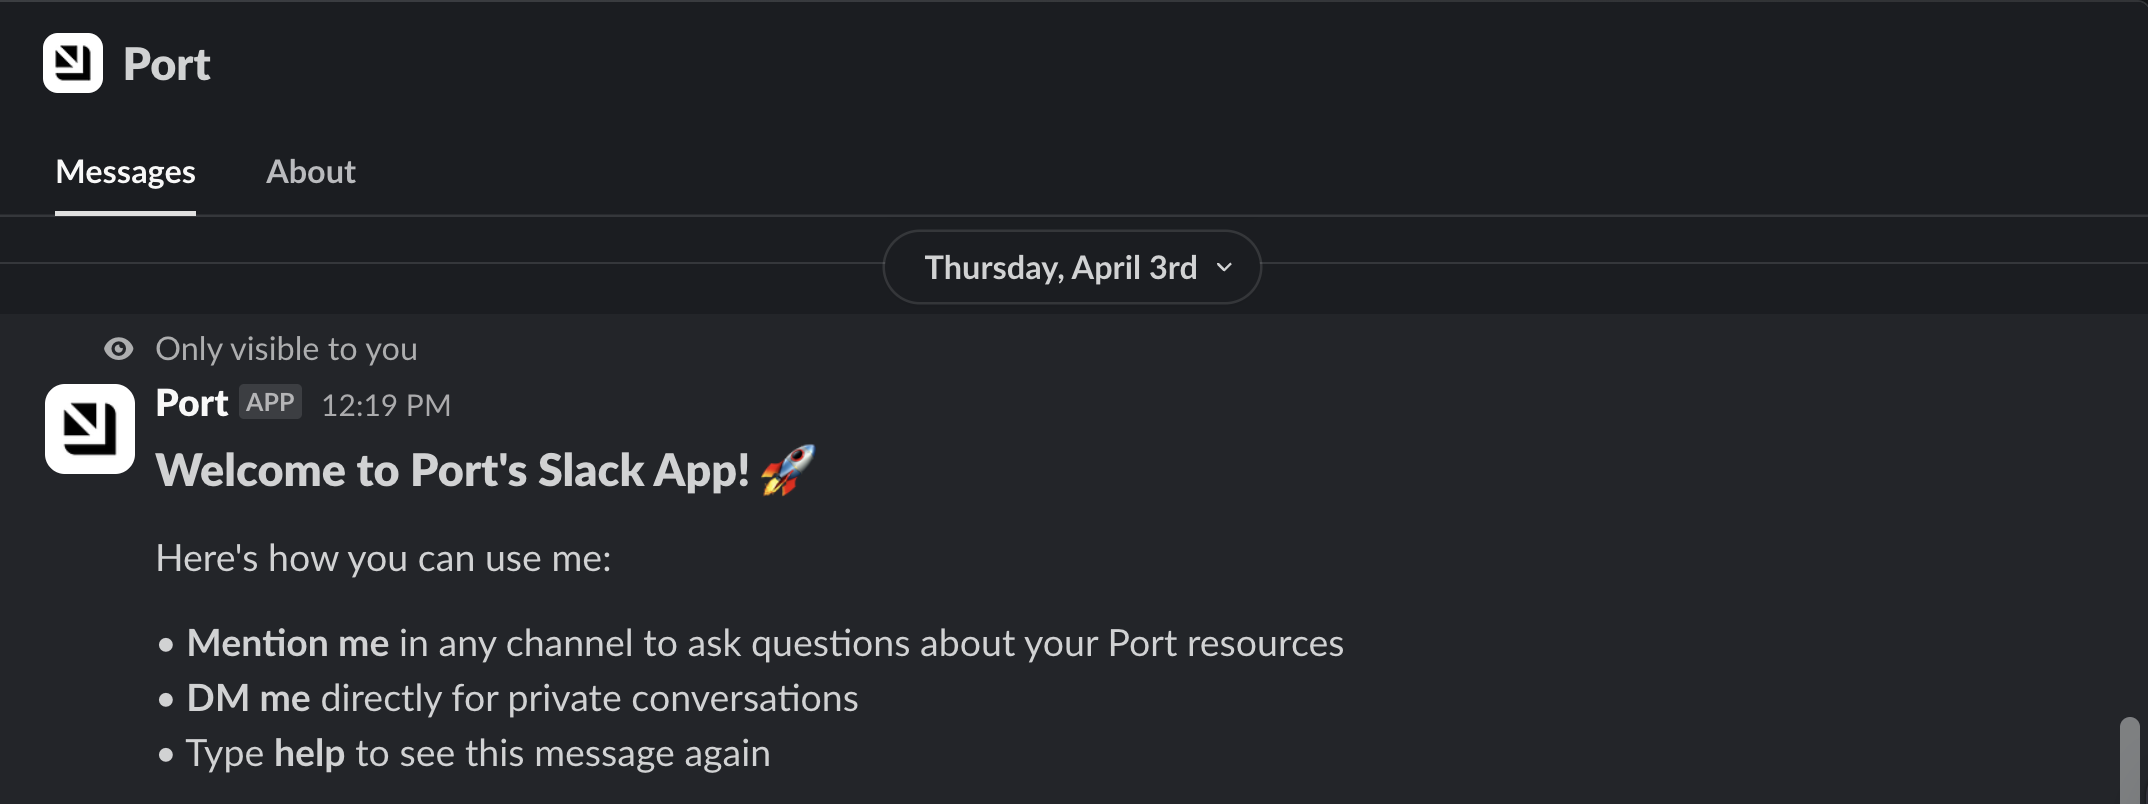 Port
Messages About
Thursday, April 3rd
Only visible to you
Port APP 12:19 PM
Welcome to Port's Slack App! 🚀
Here's how you can use me:
• Mention me in any channel to ask questions about your Port resources
• DM me directly for private conversations
• Type help to see this message again